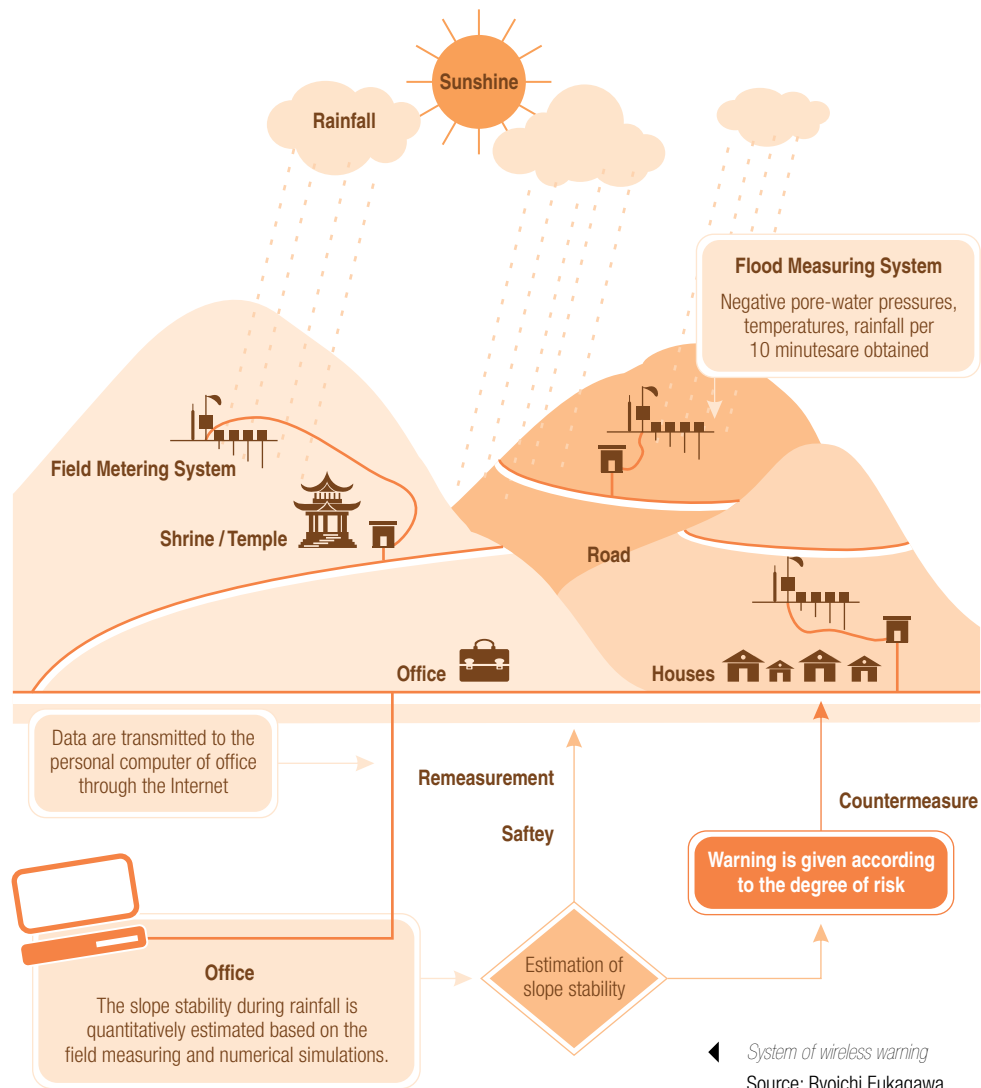 Sunshine
Rainfall
Flood Measuring System
Negative pore-water pressures,
temperatures, rainfall per
10 minutesare obtained
Field Metering System
Shrine / Temple
Road
Office
Houses
Data are transmitted to the
personal computer of office
through the Internet
Remeasurement
Saftey
Countermeasure
Warning is given according
to the degree of risk
Office
The slope stability during rainfall is
quantitatively estimated based on the
field measuring and numerical simulations.
Estimation of
slope stability
System of wireless warning
Source: Ryoichi Fukagawa